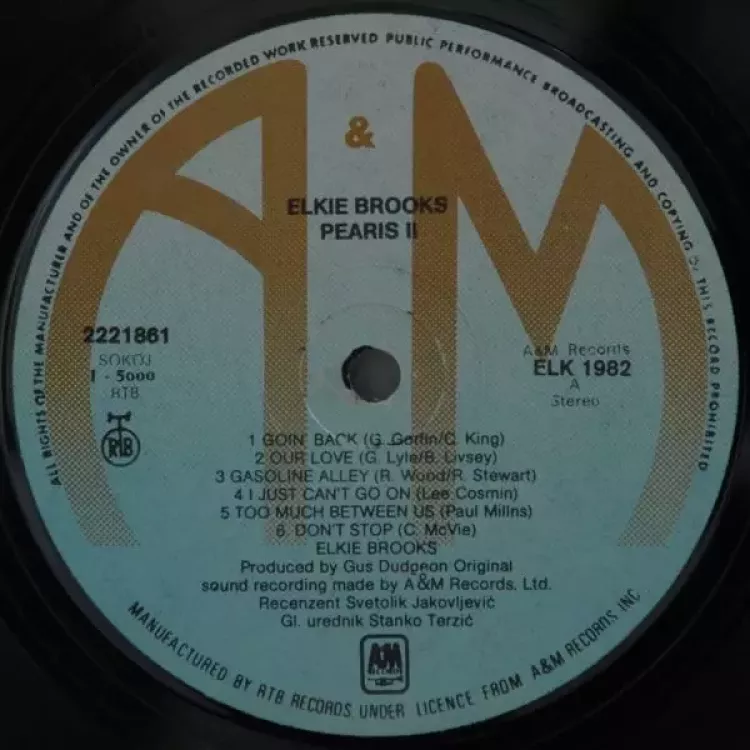 ALL RIGHTS OF THE MANUFACTURER AND OF THE OWNER OF THE RECORDED WORK RESERVED PUBLIC PERFORMANCE BROADCASTING AND COPYING OF THIS RECORD PROHIBITED
A & M
ELKIE BROOKS
PEARIS II
2221861
SOKOJ
I - 5000
RTB
RTB
A&M Records
ELK 1982
A
Stereo
1 GOIN' BACK (G. Gorfin/C. King)
2 OUR LOVE (G. Lyle/B. Livsey)
3 GASOLINE ALLEY (R. Wood/R. Stewart)
4 I JUST CAN'T GO ON (Lee Cosmin)
5 TOO MUCH BETWEEN US (Paul Millns)
6. DON'T STOP (C. McVie)
ELKIE BROOKS
Produced by Gus Dudgeon Original
sound recording made by A&M Records, Ltd.
Recenzent Svetolik Jakovljević
Gl. urednik Stanko Terzić
A&M
RECORDS
MANUFACTURED BY RTB RECORDS, UNDER LICENCE FROM A&M RECORDS INC